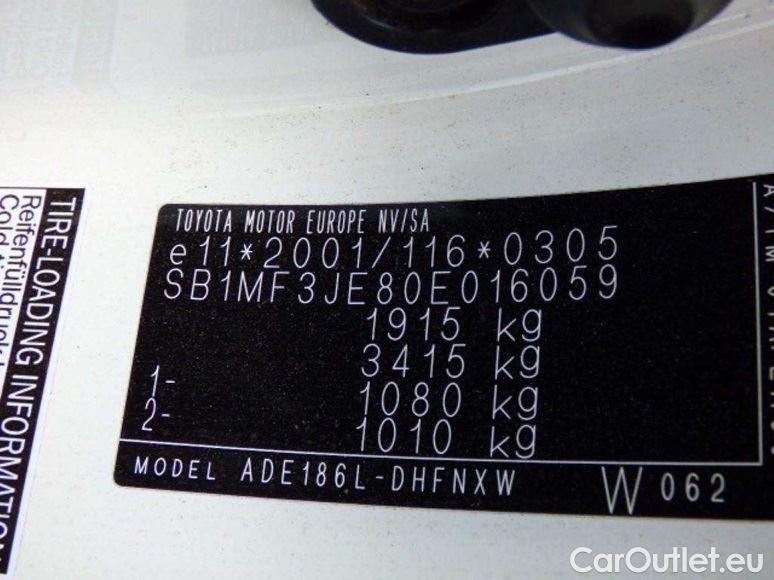 TOYOTA MOTOR EUROPE NV/SA
e11*2001/116*0305
SB1MF3JE80E016059
1915 kg
3415 kg
1- 1080 kg
2- 1010 kg
MODEL ADE186L-DHFNXW W 062
TIRE-LOADING INFORMATION
Reifenfülldruck
CarOutlet.eu